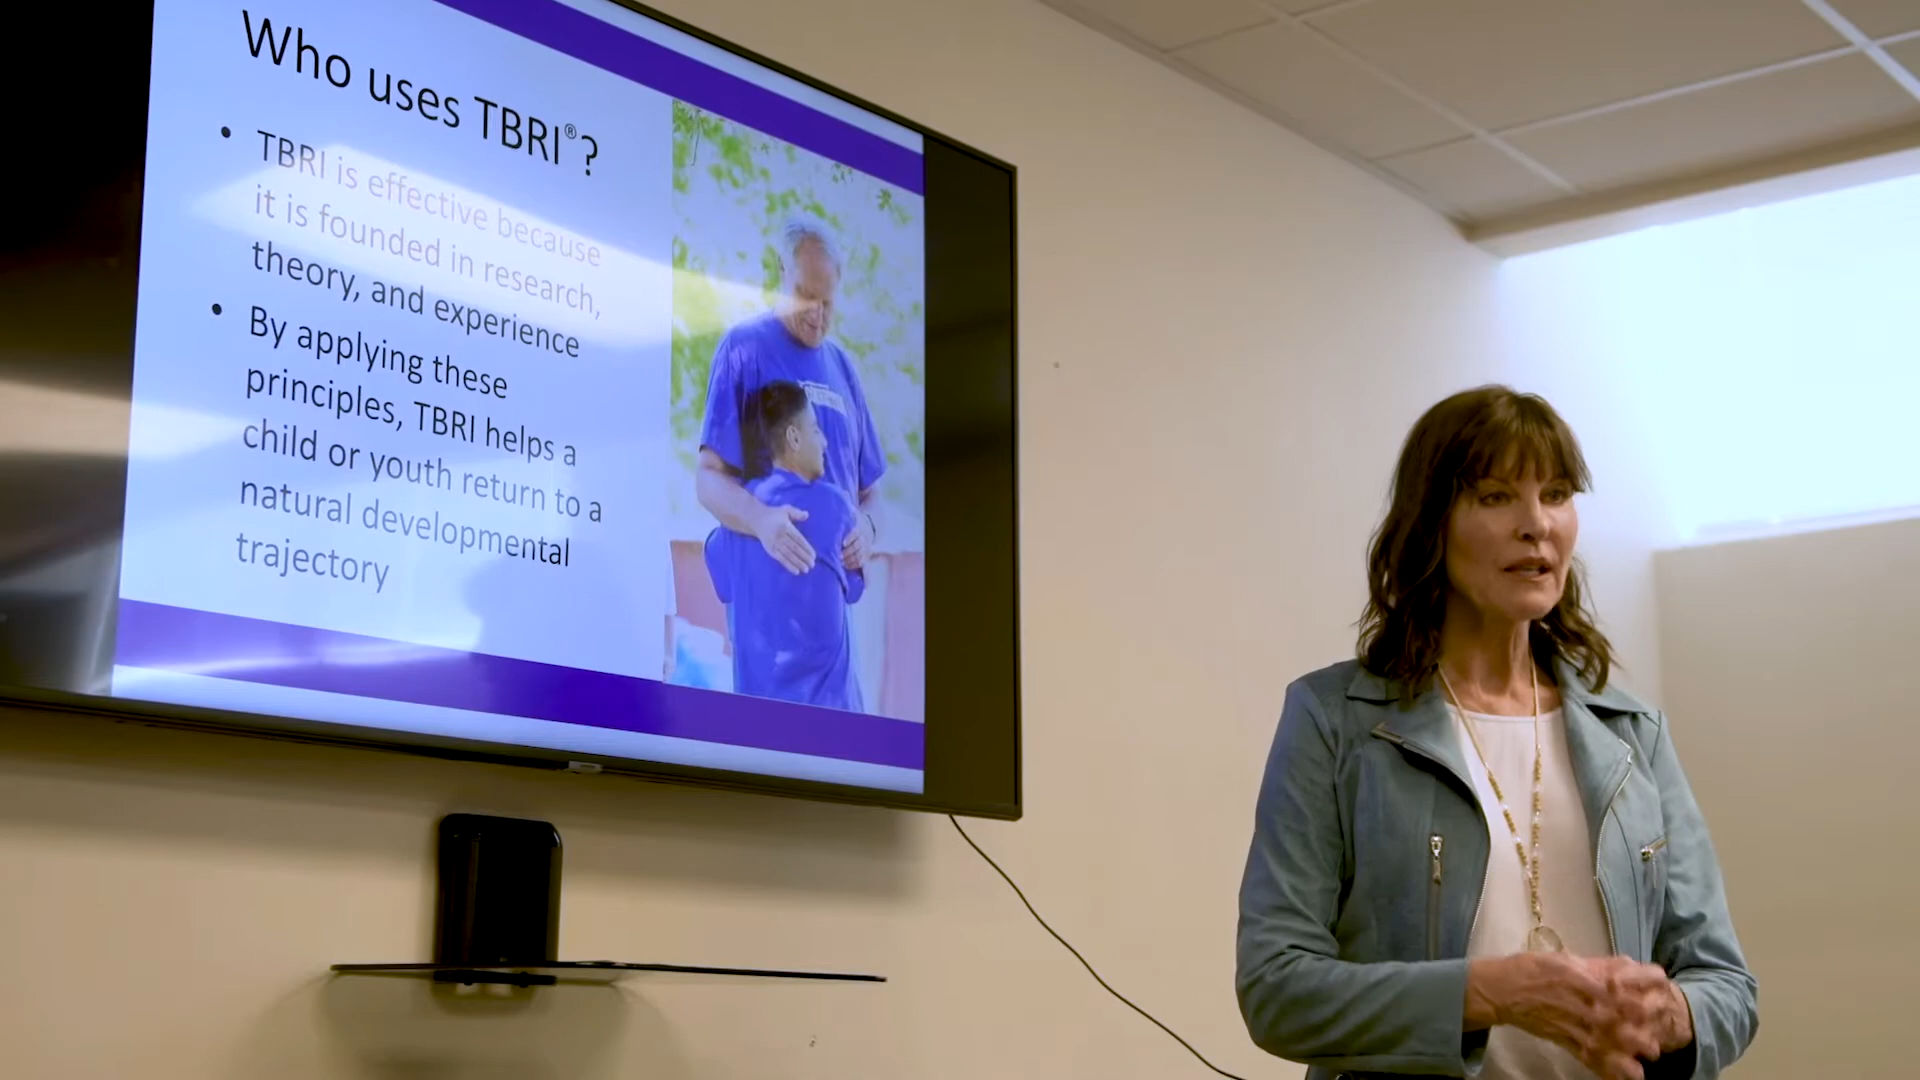 Who uses TBRI®?
• TBRI is effective because
it is founded in research,
theory, and experience
• By applying these
principles, TBRI helps a
child or youth return to a
natural developmental
trajectory